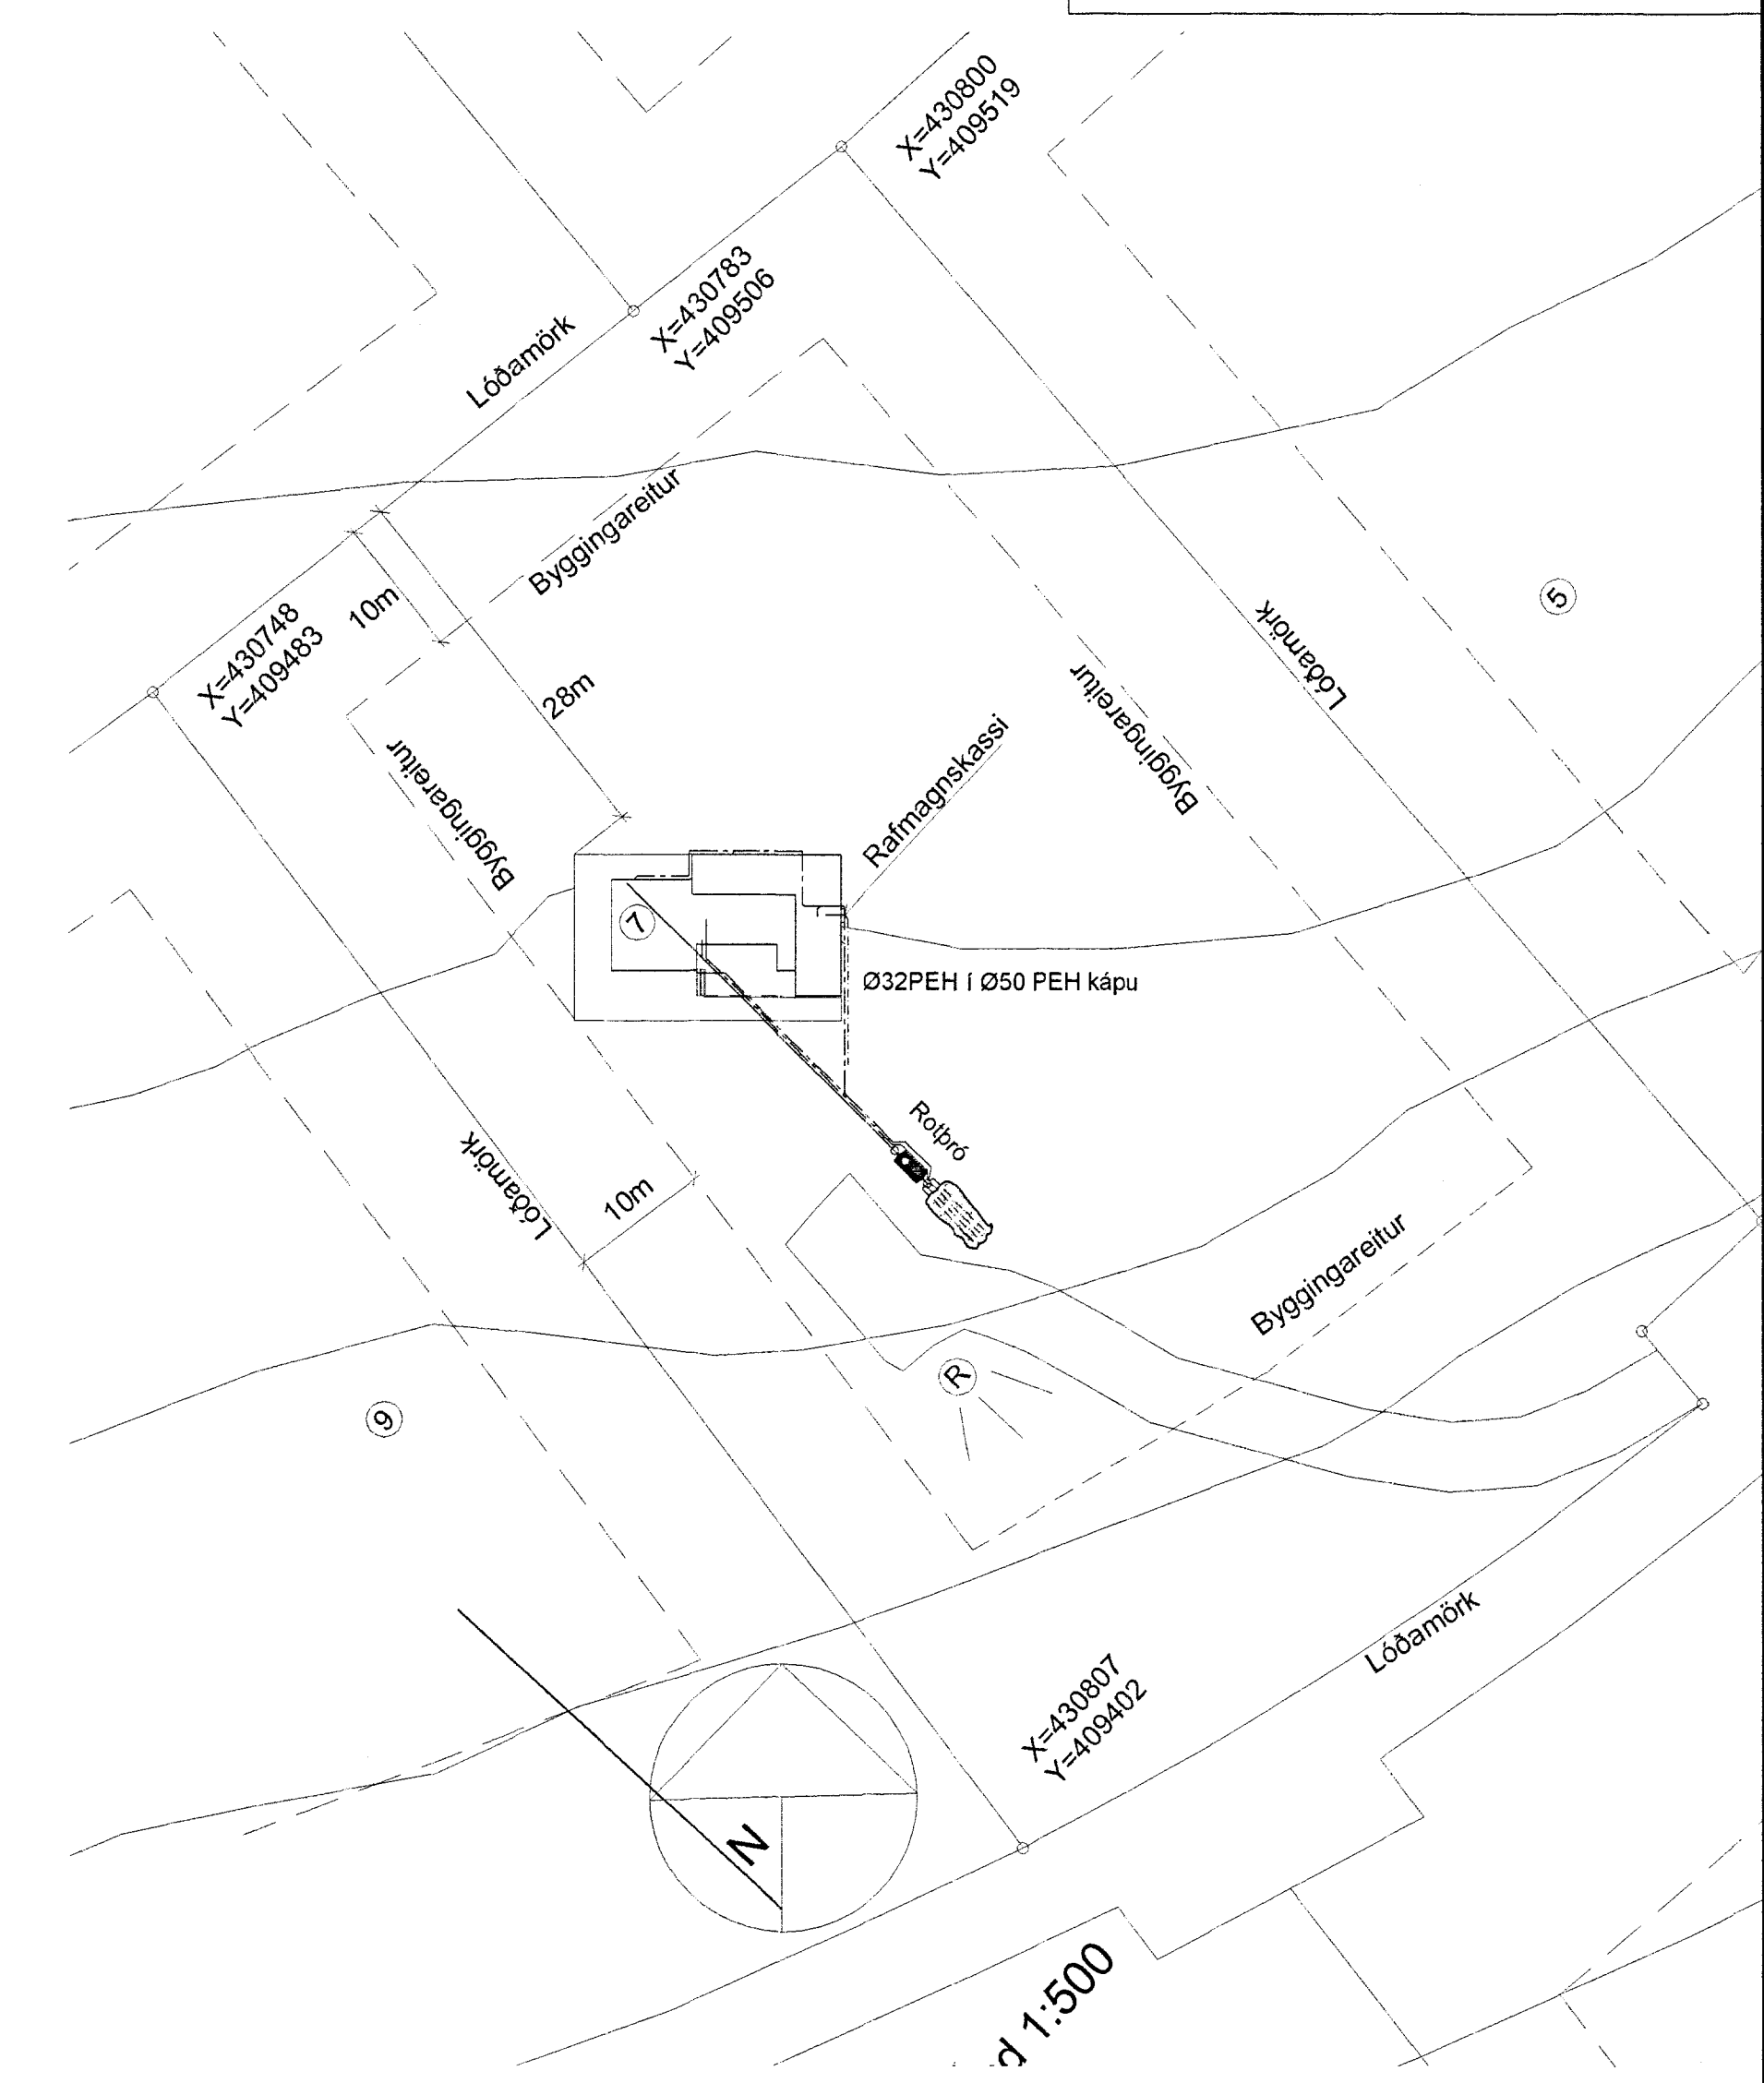 X=430800
Y=409519
X=430783
Y=409506
Lóðamörk
Byggingareitur
10m
X=430748
Y=409483
28m
5
Lóðamörk
Byggingareitur
Byggingareitur
Rafmagnskassi
7
Ø32PEH í Ø50 PEH kápu
Rotþró
Lóðamörk
10m
Byggingareitur
R
9
Lóðamörk
X=430807
Y=409402
N
1:500